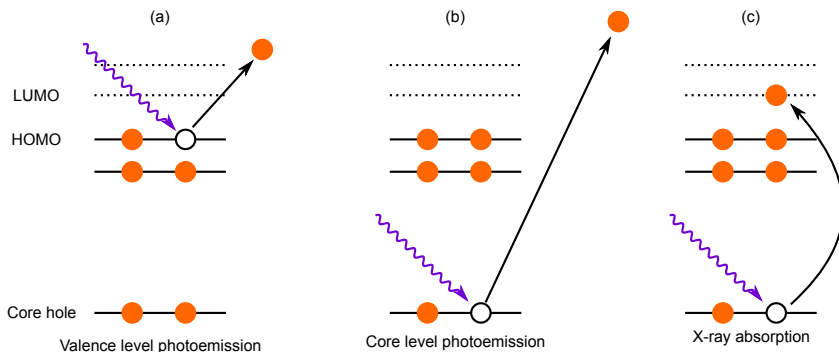 (a)
(b)
(c)
LUMO
HOMO
Core hole
Valence level photoemission
Core level photoemission
X-ray absorption